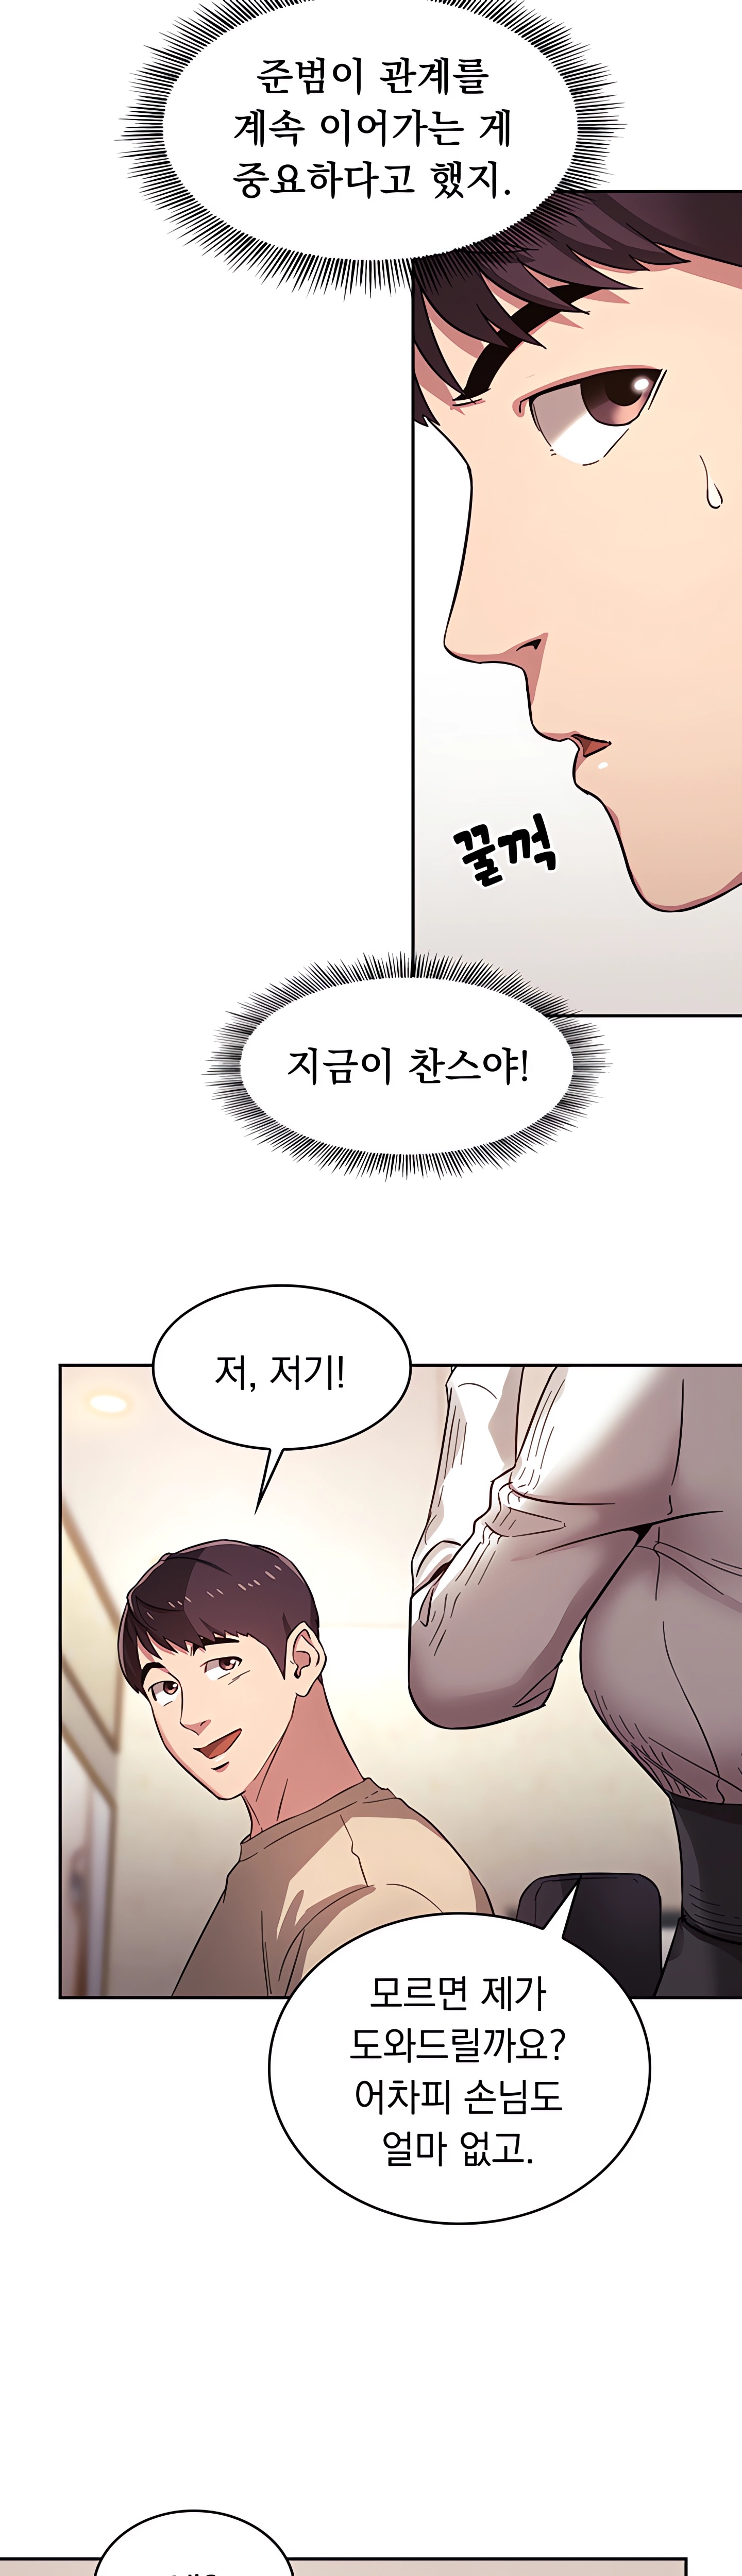 준범이 관계를
계속 이어가는 게
중요하다고 했지.
꿀꺽
지금이 찬스야!
저, 저기!
모르면 제가
도와드릴까요?
어차피 손님도
얼마 없고.